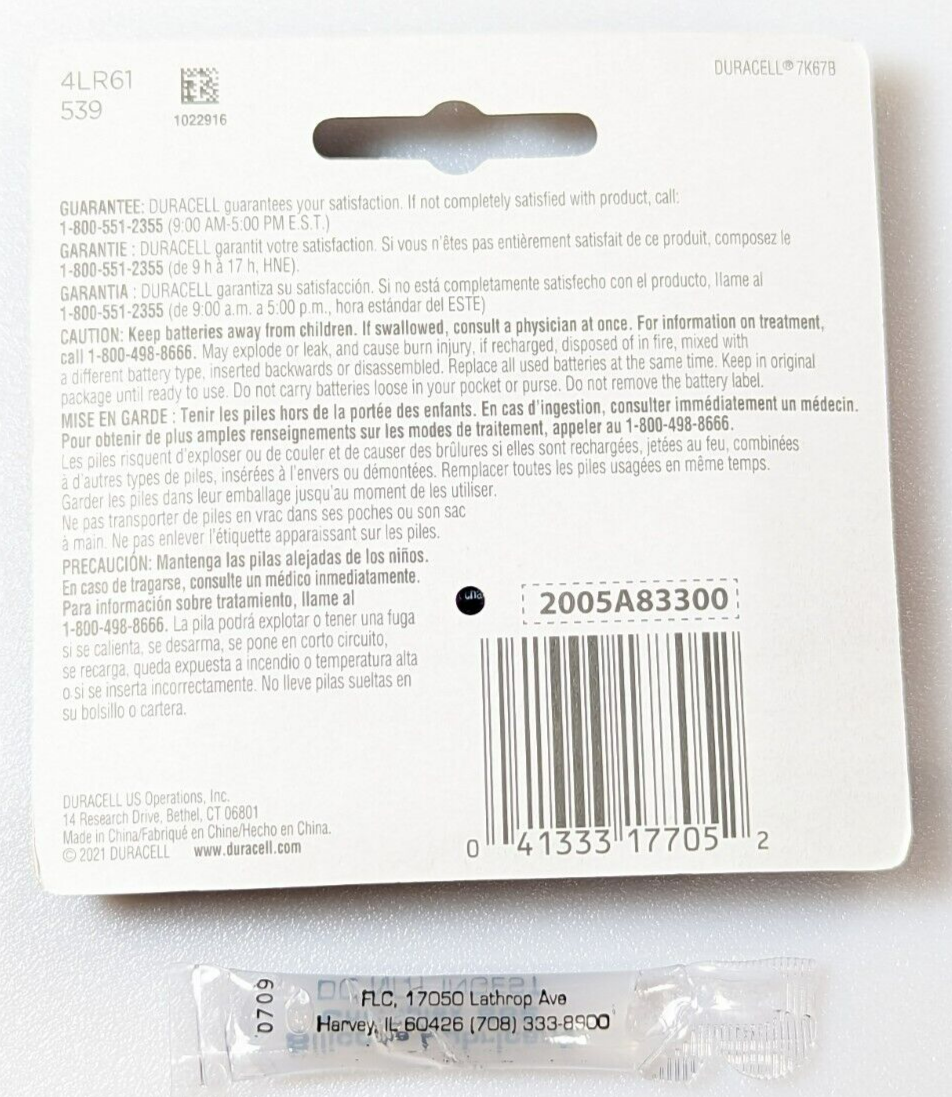 4LR61
539
1022916
DURACELL® 7K67B
GUARANTEE: DURACELL guarantees your satisfaction. If not completely satisfied with product, call:
1-800-551-2355 (9:00 AM-5:00 PM E.S.T.)
GARANTIE : DURACELL garantit votre satisfaction. Si vous n'êtes pas entièrement satisfait de ce produit, composez le
1-800-551-2355 (de 9 h à 17 h, HNE).
GARANTIA : DURACELL garantiza su satisfacción. Si no está completamente satisfecho con el producto, llame al
1-800-551-2355 (de 9:00 a.m. a 5:00 p.m., hora estándar del ESTE)
CAUTION: Keep batteries away from children. If swallowed, consult a physician at once. For information on treatment,
call 1-800-498-8666. May explode or leak, and cause burn injury, if recharged, disposed of in fire, mixed with
a different battery type, inserted backwards or disassembled. Replace all used batteries at the same time. Keep in original
package until ready to use. Do not carry batteries loose in your pocket or purse. Do not remove the battery label.
MISE EN GARDE : Tenir les piles hors de la portée des enfants. En cas d'ingestion, consulter immédiatement un médecin.
Pour obtenir de plus amples renseignements sur les modes de traitement, appeler au 1-800-498-8666.
Les piles risquent d'exploser ou de couler et de causer des brûlures si elles sont rechargées, jetées au feu, combinées
à d'autres types de piles, insérées à l'envers ou démontées. Remplacer toutes les piles usagées en même temps.
Garder les piles dans leur emballage jusqu'au moment de les utiliser.
Ne pas transporter de piles en vrac dans ses poches ou son sac
à main. Ne pas enlever l'étiquette apparaissant sur les piles.
PRECAUCIÓN: Mantenga las pilas alejadas de los niños.
En caso de tragarse, consulte un médico inmediatamente.
Para información sobre tratamiento, llame al
1-800-498-8666. La pila podrá explotar o tener una fuga
si se calienta, se desarma, se pone en corto circuito,
se recarga, queda expuesta a incendio o temperatura alta
o si se inserta incorrectamente. No lleve pilas sueltas en
su bolsillo o cartera.
2005A83300
0 41333 17705 2
DURACELL US Operations, Inc.
14 Research Drive, Bethel, CT 06801
Made in China/Fabriqué en Chine/Hecho en China.
© 2021 DURACELL www.duracell.com
0709
FLC, 17050 Lathrop Ave
Harvey, IL 60426 (708) 333-8900